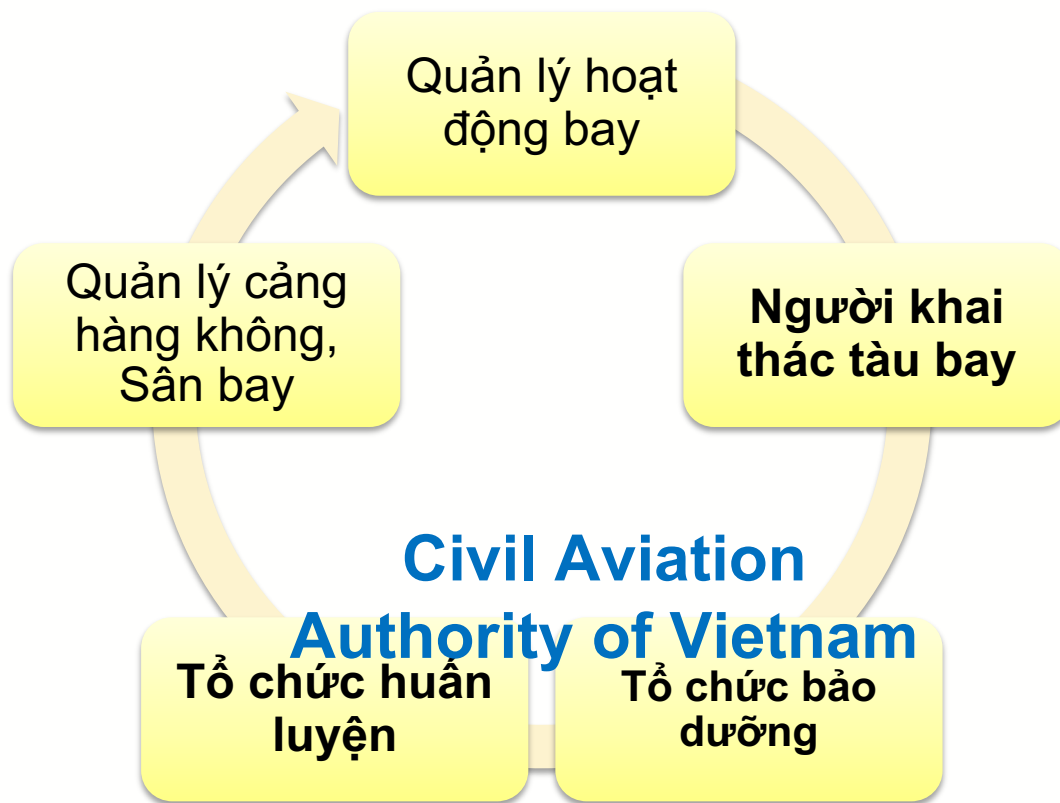 Quản lý hoạt
động bay
Quản lý cảng
hàng không,
Sân bay
Người khai
thác tàu bay
Civil Aviation
Authority of Vietnam
Tổ chức huấn
luyện
Tổ chức bảo
dưỡng